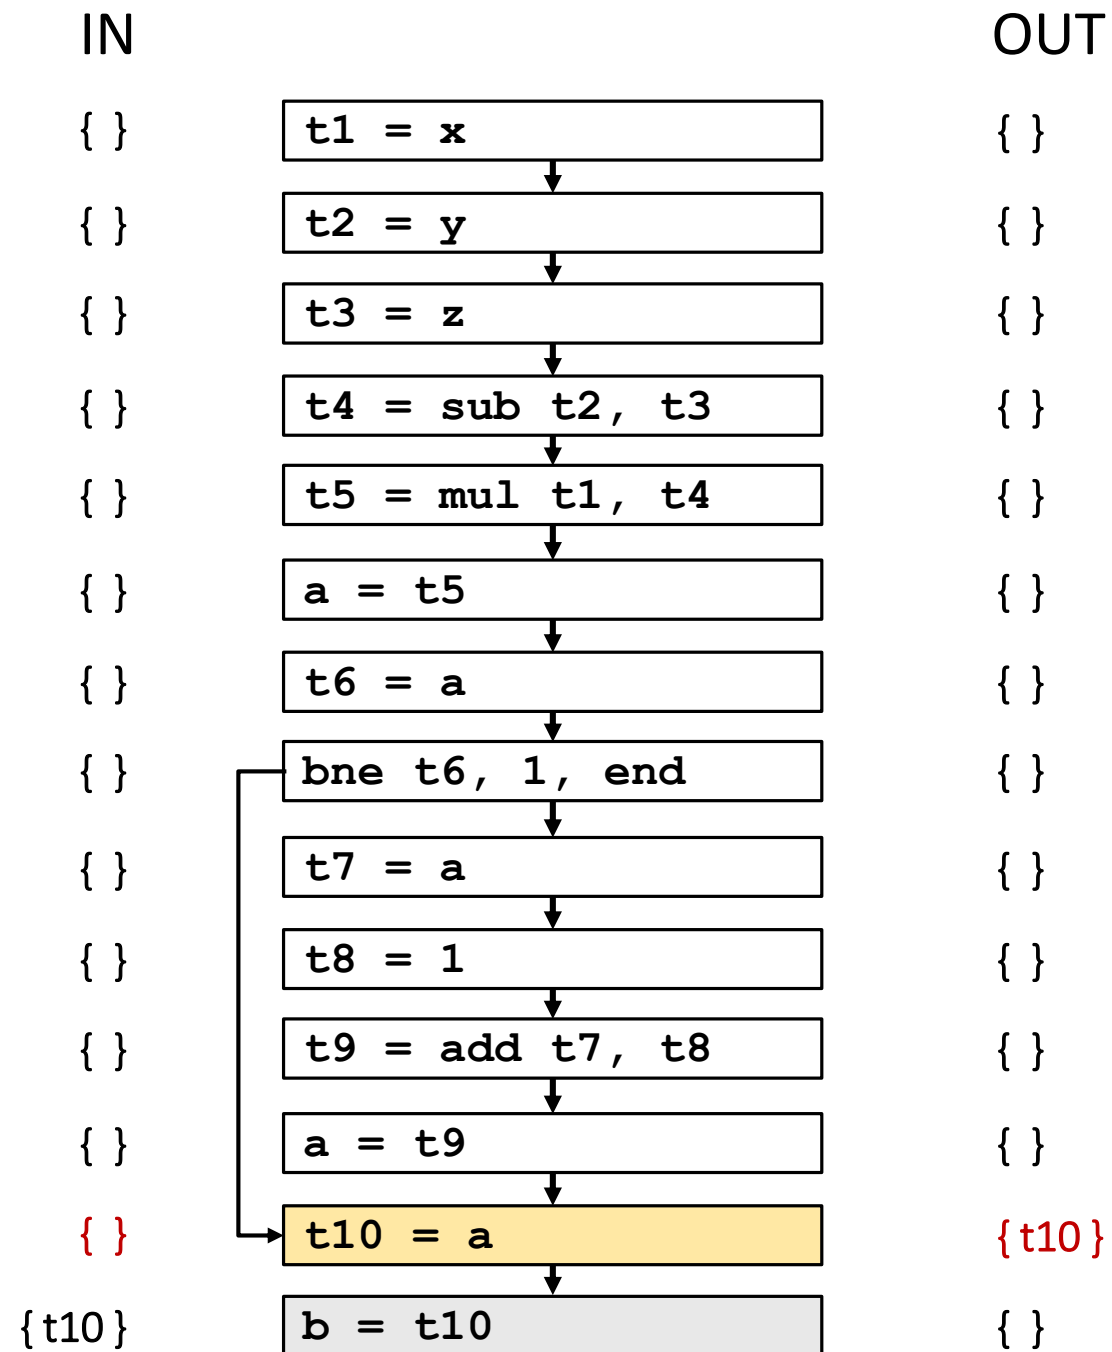 IN OUT
{ } t1 = x { }
{ } t2 = y { }
{ } t3 = z { }
{ } t4 = sub t2, t3 { }
{ } t5 = mul t1, t4 { }
{ } a = t5 { }
{ } t6 = a { }
{ } bne t6, 1, end { }
{ } t7 = a { }
{ } t8 = 1 { }
{ } t9 = add t7, t8 { }
{ } a = t9 { }
{ } t10 = a { t10 }
{ t10 } b = t10 { }